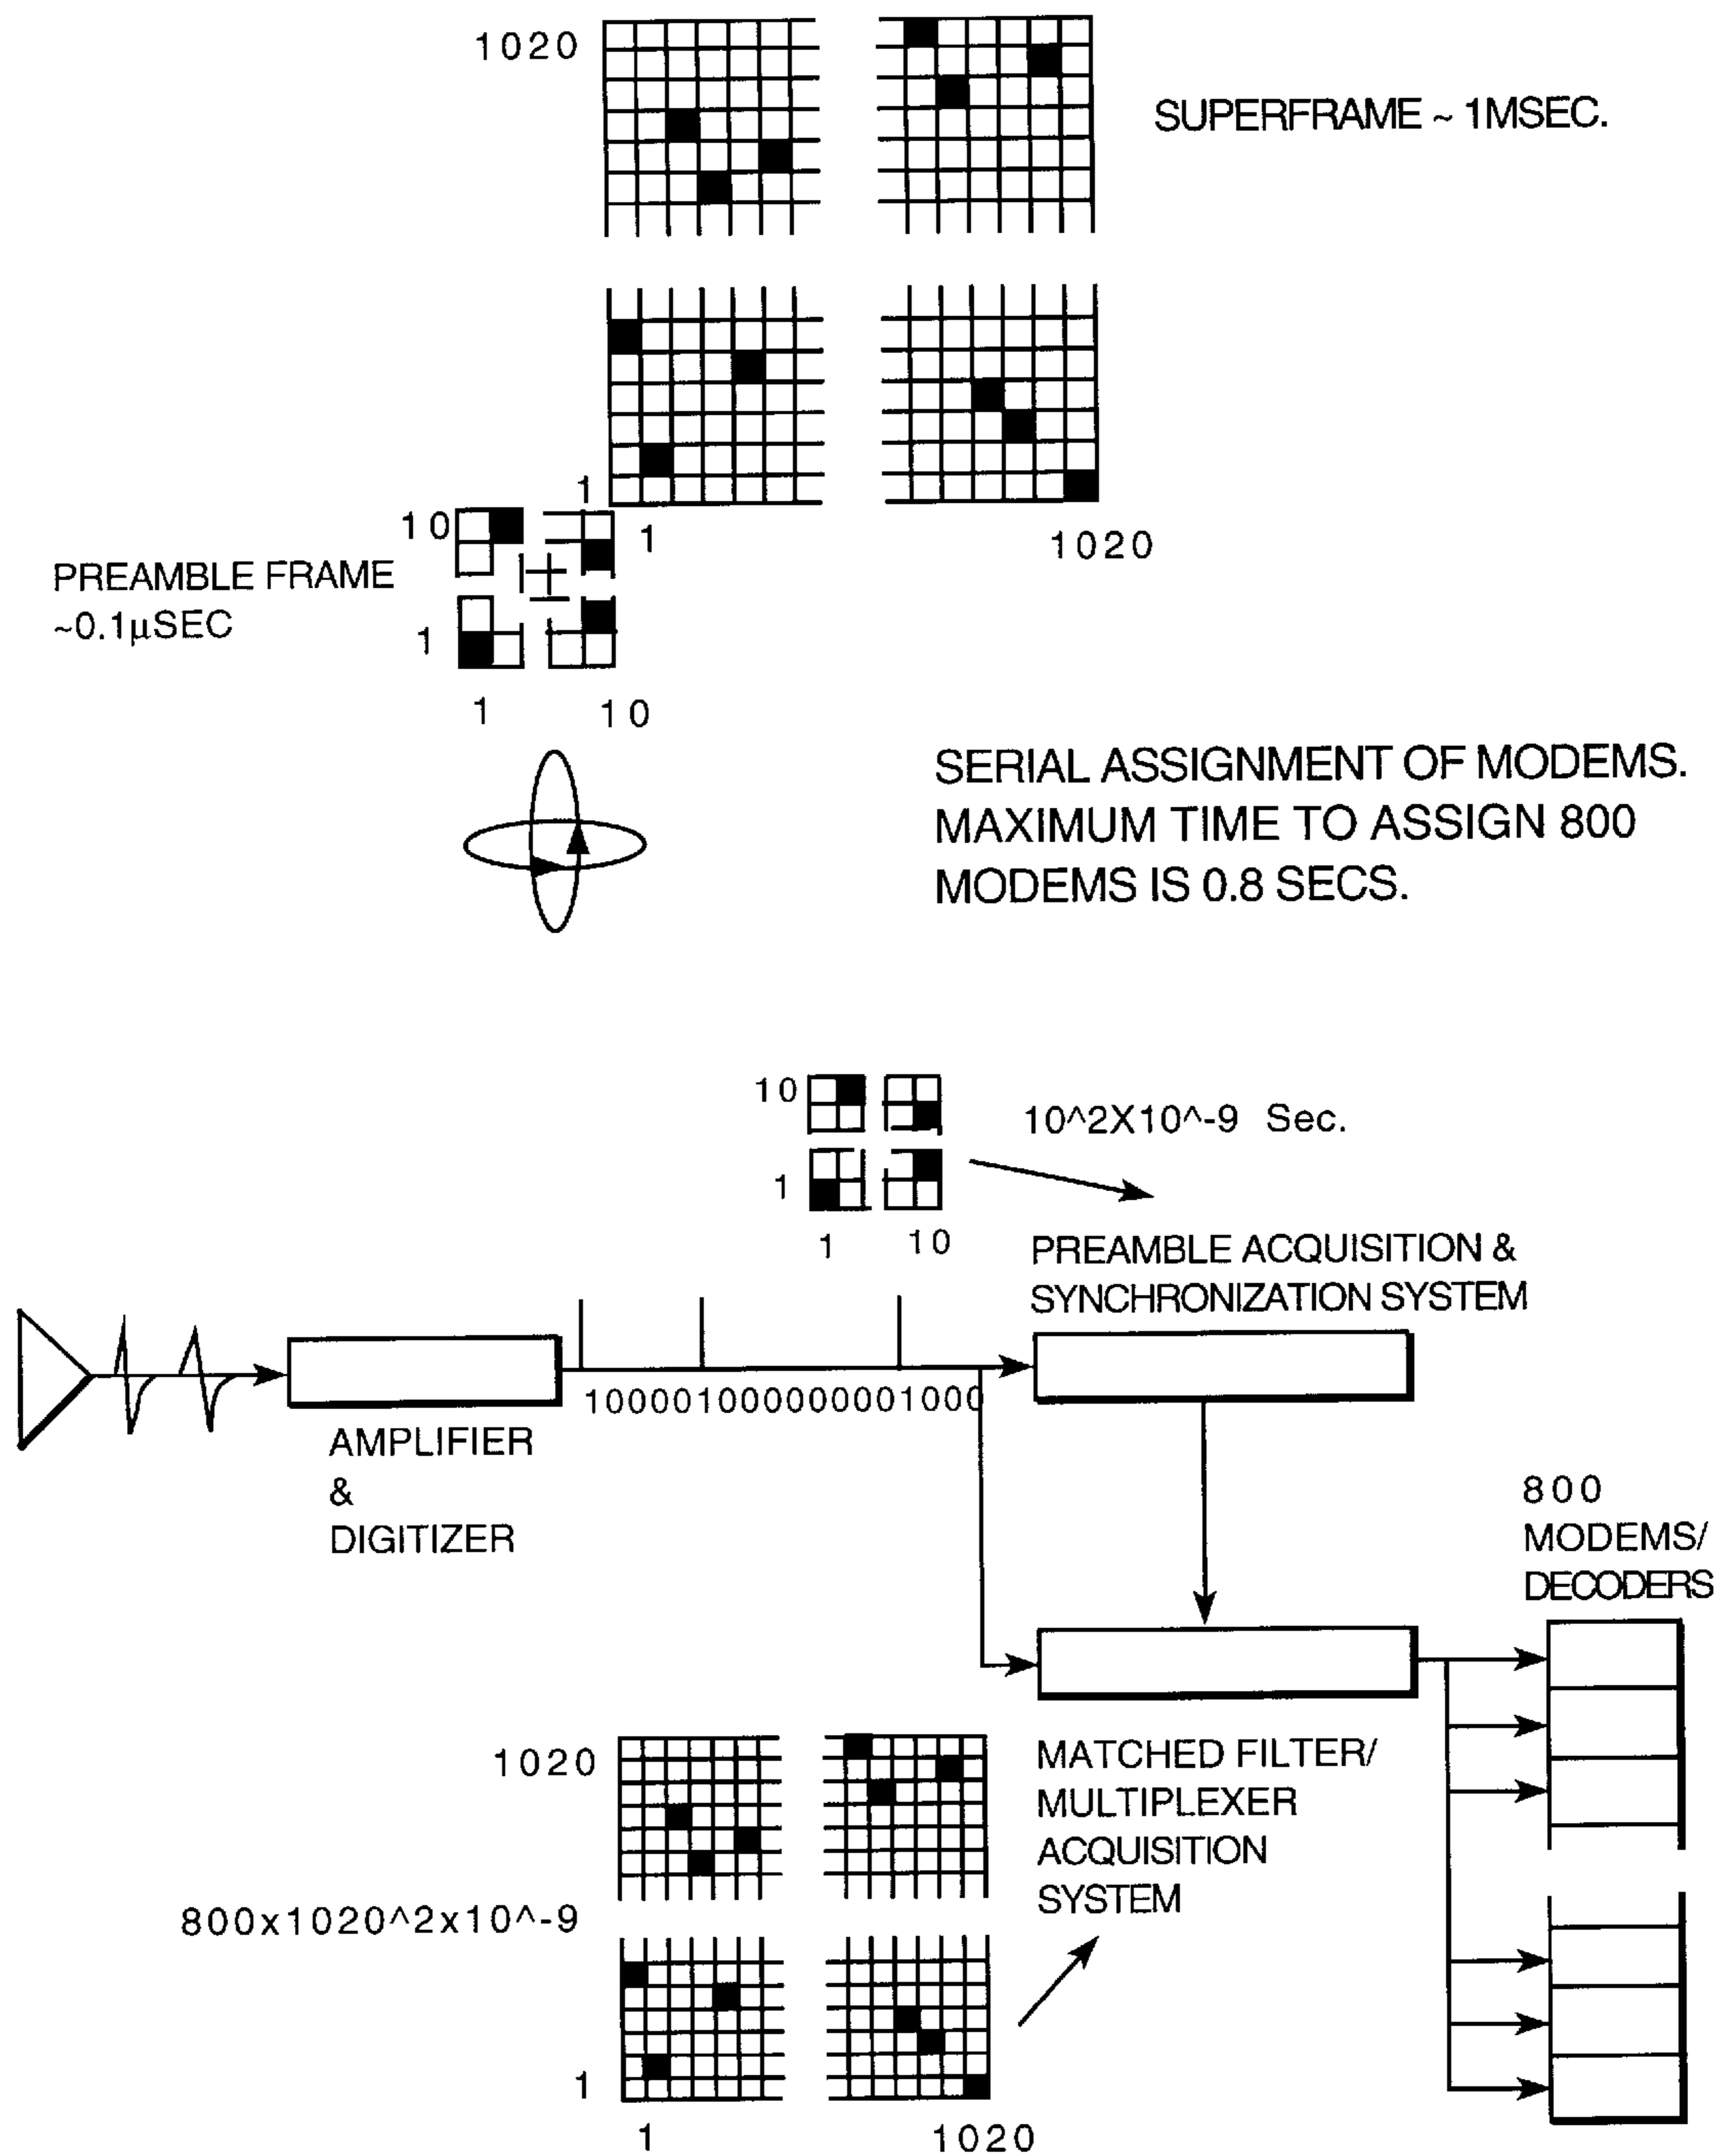 1020
SUPERFRAME ~ 1MSEC.
1
10
1
1020
PREAMBLE FRAME
~0.1µSEC
1
1
10
SERIAL ASSIGNMENT OF MODEMS.
MAXIMUM TIME TO ASSIGN 800
MODEMS IS 0.8 SECS.
10
10^2X10^-9 Sec.
1
1
10
PREAMBLE ACQUISITION &
SYNCHRONIZATION SYSTEM
1000010000000001000
AMPLIFIER
&
DIGITIZER
800
MODEMS/
DECODERS
1020
MATCHED FILTER/
MULTIPLEXER
ACQUISITION
SYSTEM
800x1020^2x10^-9
1
1
1020